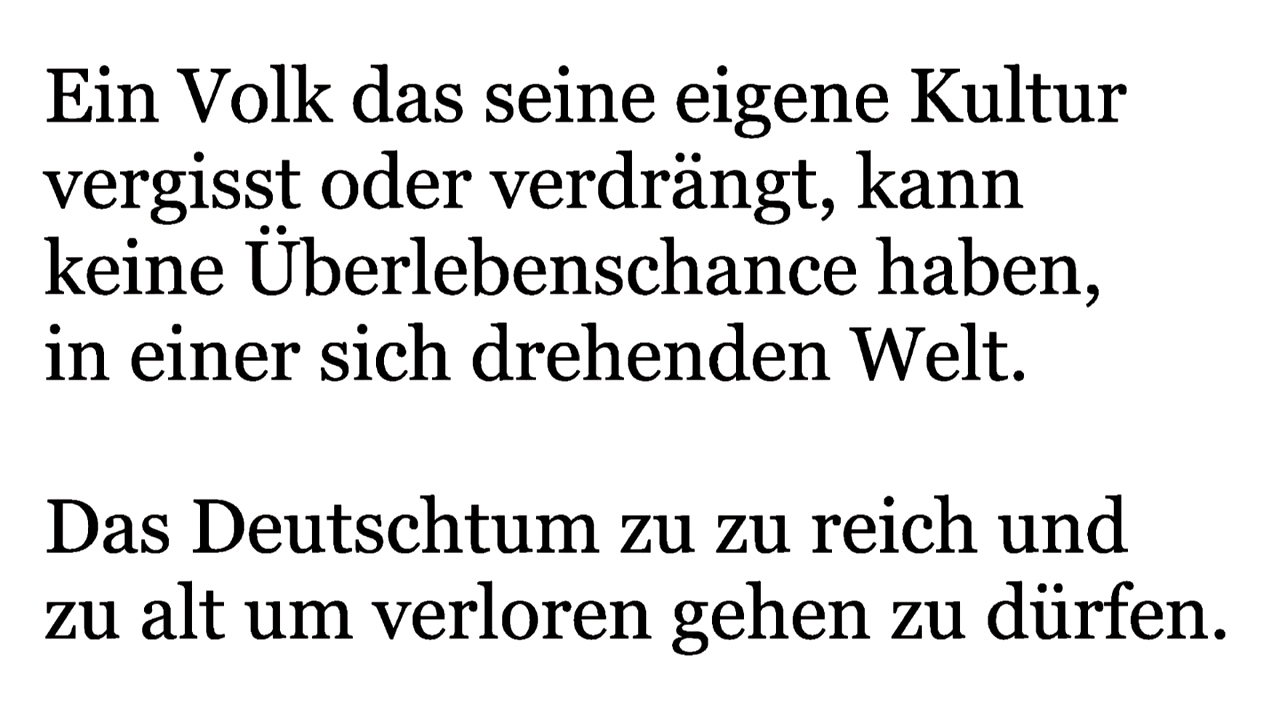 Ein Volk das seine eigene Kultur
vergisst oder verdrängt, kann
keine Überlebenschance haben,
in einer sich drehenden Welt.
Das Deutschtum zu zu reich und
zu alt um verloren gehen zu dürfen.